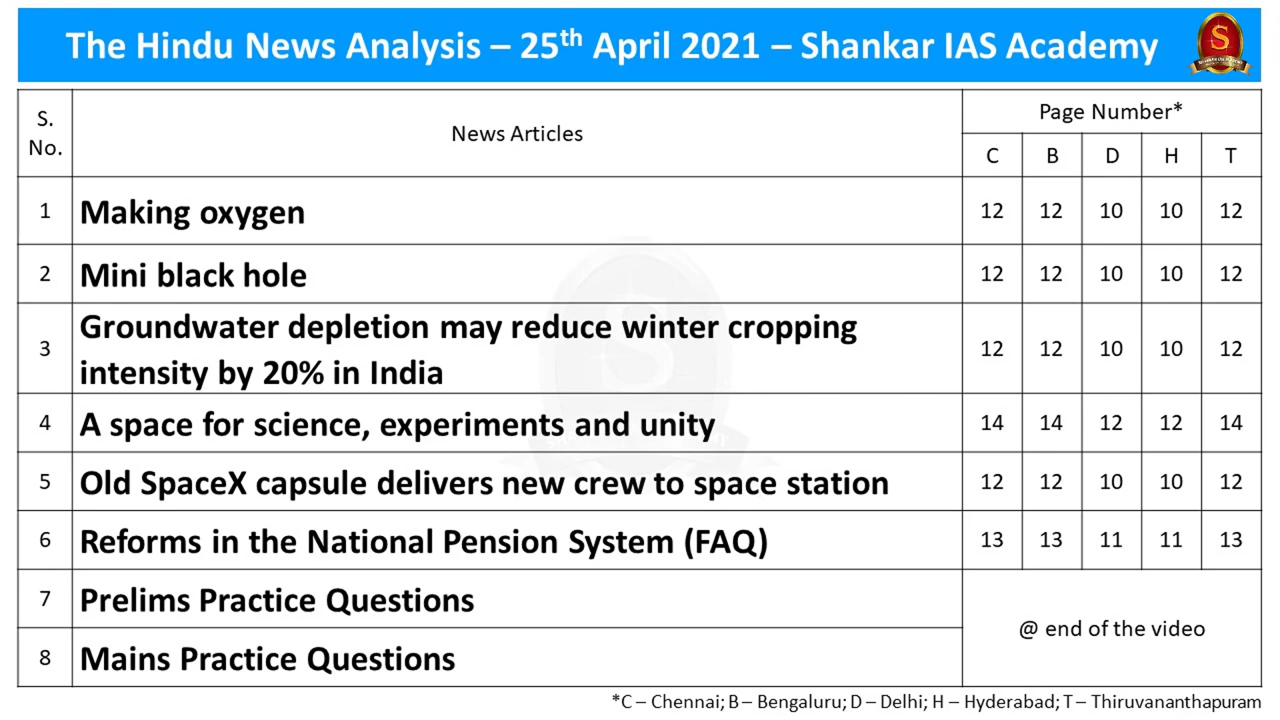 The Hindu News Analysis – 25th April 2021 – Shankar IAS Academy
S
S. No.
News Articles
Page Number*
C B D H T
1 Making oxygen 12 12 10 10 12
2 Mini black hole 12 12 10 10 12
3 Groundwater depletion may reduce winter cropping
intensity by 20% in India 12 12 10 10 12
4 A space for science, experiments and unity 14 14 12 12 14
5 Old SpaceX capsule delivers new crew to space station 12 12 10 10 12
6 Reforms in the National Pension System (FAQ) 13 13 11 11 13
7 Prelims Practice Questions
@ end of the video
8 Mains Practice Questions
*C – Chennai; B – Bengaluru; D – Delhi; H – Hyderabad; T – Thiruvananthapuram